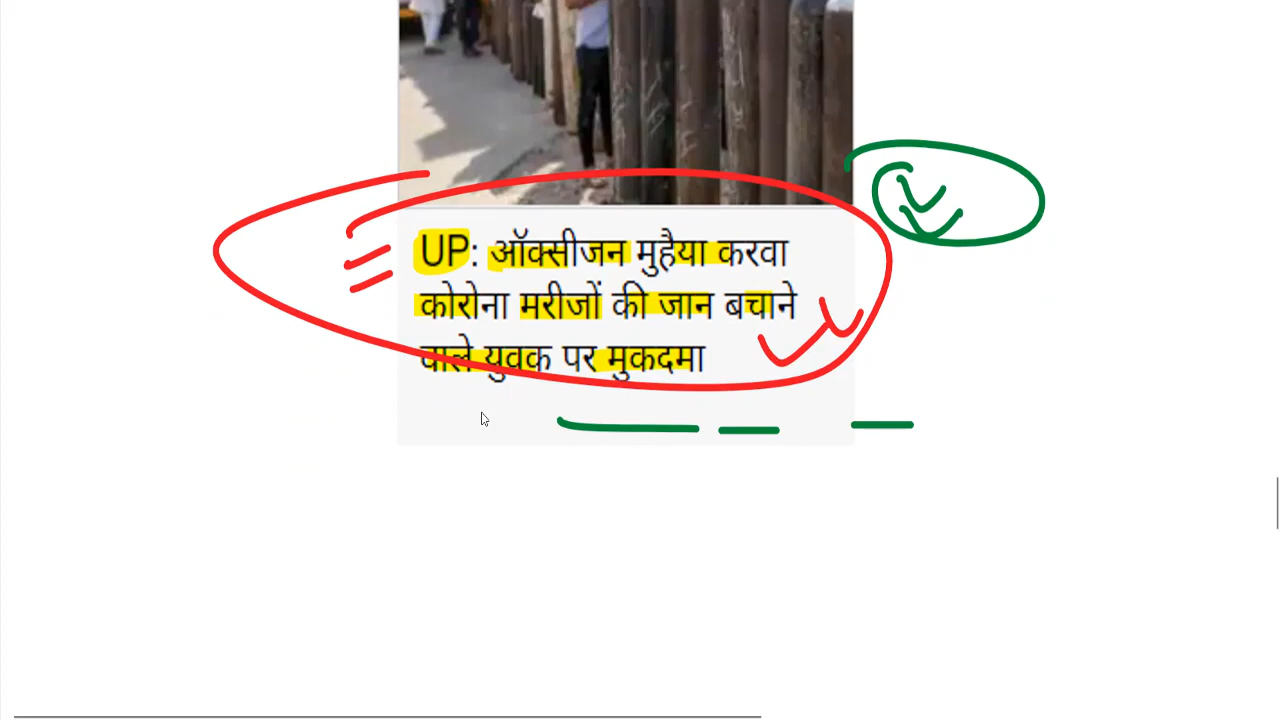 UP: ऑक्सीजन मुहैया करवा
कोरोना मरीजों की जान बचाने
वाले युवक पर मुकदमा